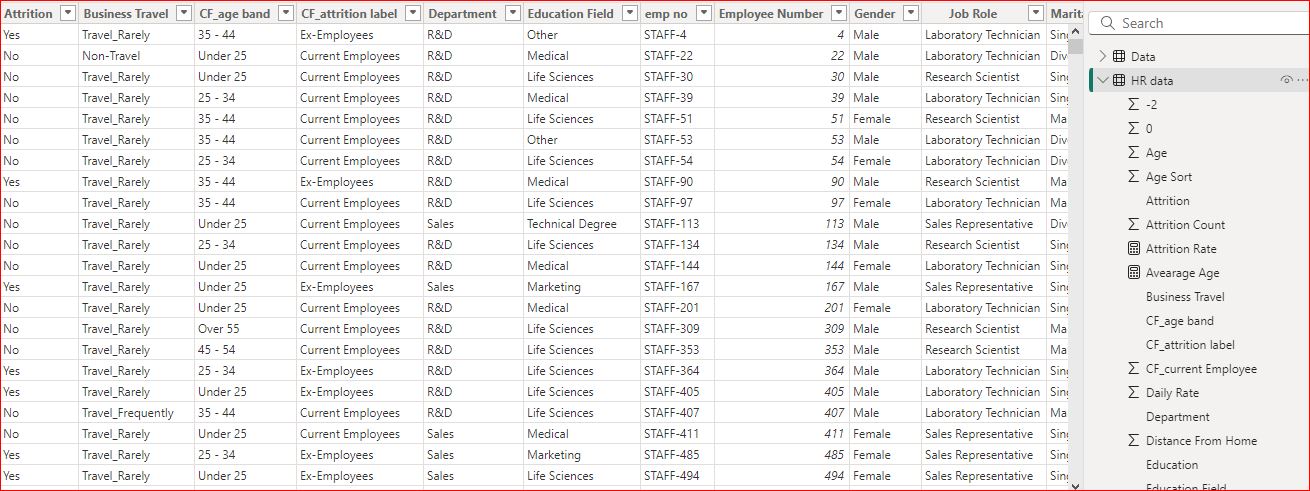 Attrition Business Travel CF_age band CF_attrition label Department Education Field emp no Employee Number Gender Job Role Marita
Yes Travel_Rarely 35 - 44 Ex-Employees R&D Other STAFF-4 4 Male Laboratory Technician Sing
No Non-Travel Under 25 Current Employees R&D Medical STAFF-22 22 Male Laboratory Technician Div
No Travel_Rarely Under 25 Current Employees R&D Life Sciences STAFF-30 30 Male Research Scientist Sing
No Travel_Rarely 25 - 34 Current Employees R&D Medical STAFF-39 39 Male Laboratory Technician Sing
No Travel_Rarely 35 - 44 Current Employees R&D Life Sciences STAFF-51 51 Female Research Scientist Ma
No Travel_Rarely 35 - 44 Current Employees R&D Other STAFF-53 53 Male Laboratory Technician Div
No Travel_Rarely 25 - 34 Current Employees R&D Life Sciences STAFF-54 54 Female Laboratory Technician Div
Yes Travel_Rarely 35 - 44 Ex-Employees R&D Medical STAFF-90 90 Male Research Scientist Ma
No Travel_Rarely 35 - 44 Current Employees R&D Life Sciences STAFF-97 97 Female Laboratory Technician Ma
No Travel_Rarely Under 25 Current Employees Sales Technical Degree STAFF-113 113 Male Sales Representative Div
No Travel_Rarely 25 - 34 Current Employees R&D Life Sciences STAFF-134 134 Male Research Scientist Sing
No Travel_Rarely Under 25 Current Employees R&D Medical STAFF-144 144 Female Laboratory Technician Sing
Yes Travel_Rarely Under 25 Ex-Employees Sales Marketing STAFF-167 167 Male Sales Representative Sing
No Travel_Rarely Under 25 Current Employees R&D Medical STAFF-201 201 Female Laboratory Technician Sing
No Travel_Rarely Over 55 Current Employees R&D Life Sciences STAFF-309 309 Male Research Scientist Ma
No Travel_Rarely 45 - 54 Current Employees R&D Life Sciences STAFF-353 353 Male Research Scientist Ma
Yes Travel_Rarely 25 - 34 Ex-Employees R&D Life Sciences STAFF-364 364 Male Laboratory Technician Sing
Yes Travel_Rarely Under 25 Ex-Employees R&D Life Sciences STAFF-405 405 Male Laboratory Technician Sing
No Travel_Frequently 35 - 44 Current Employees R&D Life Sciences STAFF-407 407 Male Laboratory Technician Ma
No Travel_Rarely Under 25 Current Employees Sales Medical STAFF-411 411 Female Sales Representative Sing
Yes Travel_Rarely 25 - 34 Ex-Employees Sales Marketing STAFF-485 485 Female Sales Representative Sing
Yes Travel_Rarely Under 25 Ex-Employees Sales Life Sciences STAFF-494 494 Female Sales Representative Sing
Search
Data
HR data
-2
0
Age
Age Sort
Attrition
Attrition Count
Attrition Rate
Avearage Age
Business Travel
CF_age band
CF_attrition label
CF_current Employee
Daily Rate
Department
Distance From Home
Education
Education Field